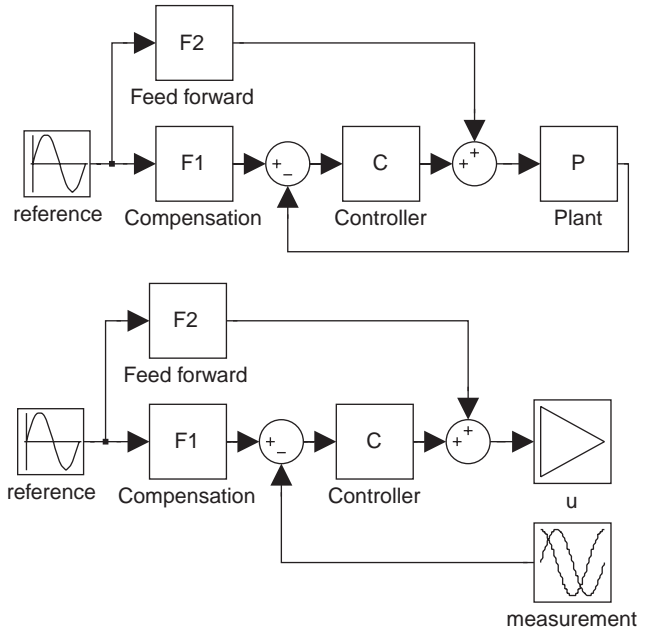 F2
Feed forward
reference
F1
Compensation
+
−
C
Controller
+
+
P
Plant
F2
Feed forward
reference
F1
Compensation
+
−
C
Controller
+
+
u
measurement